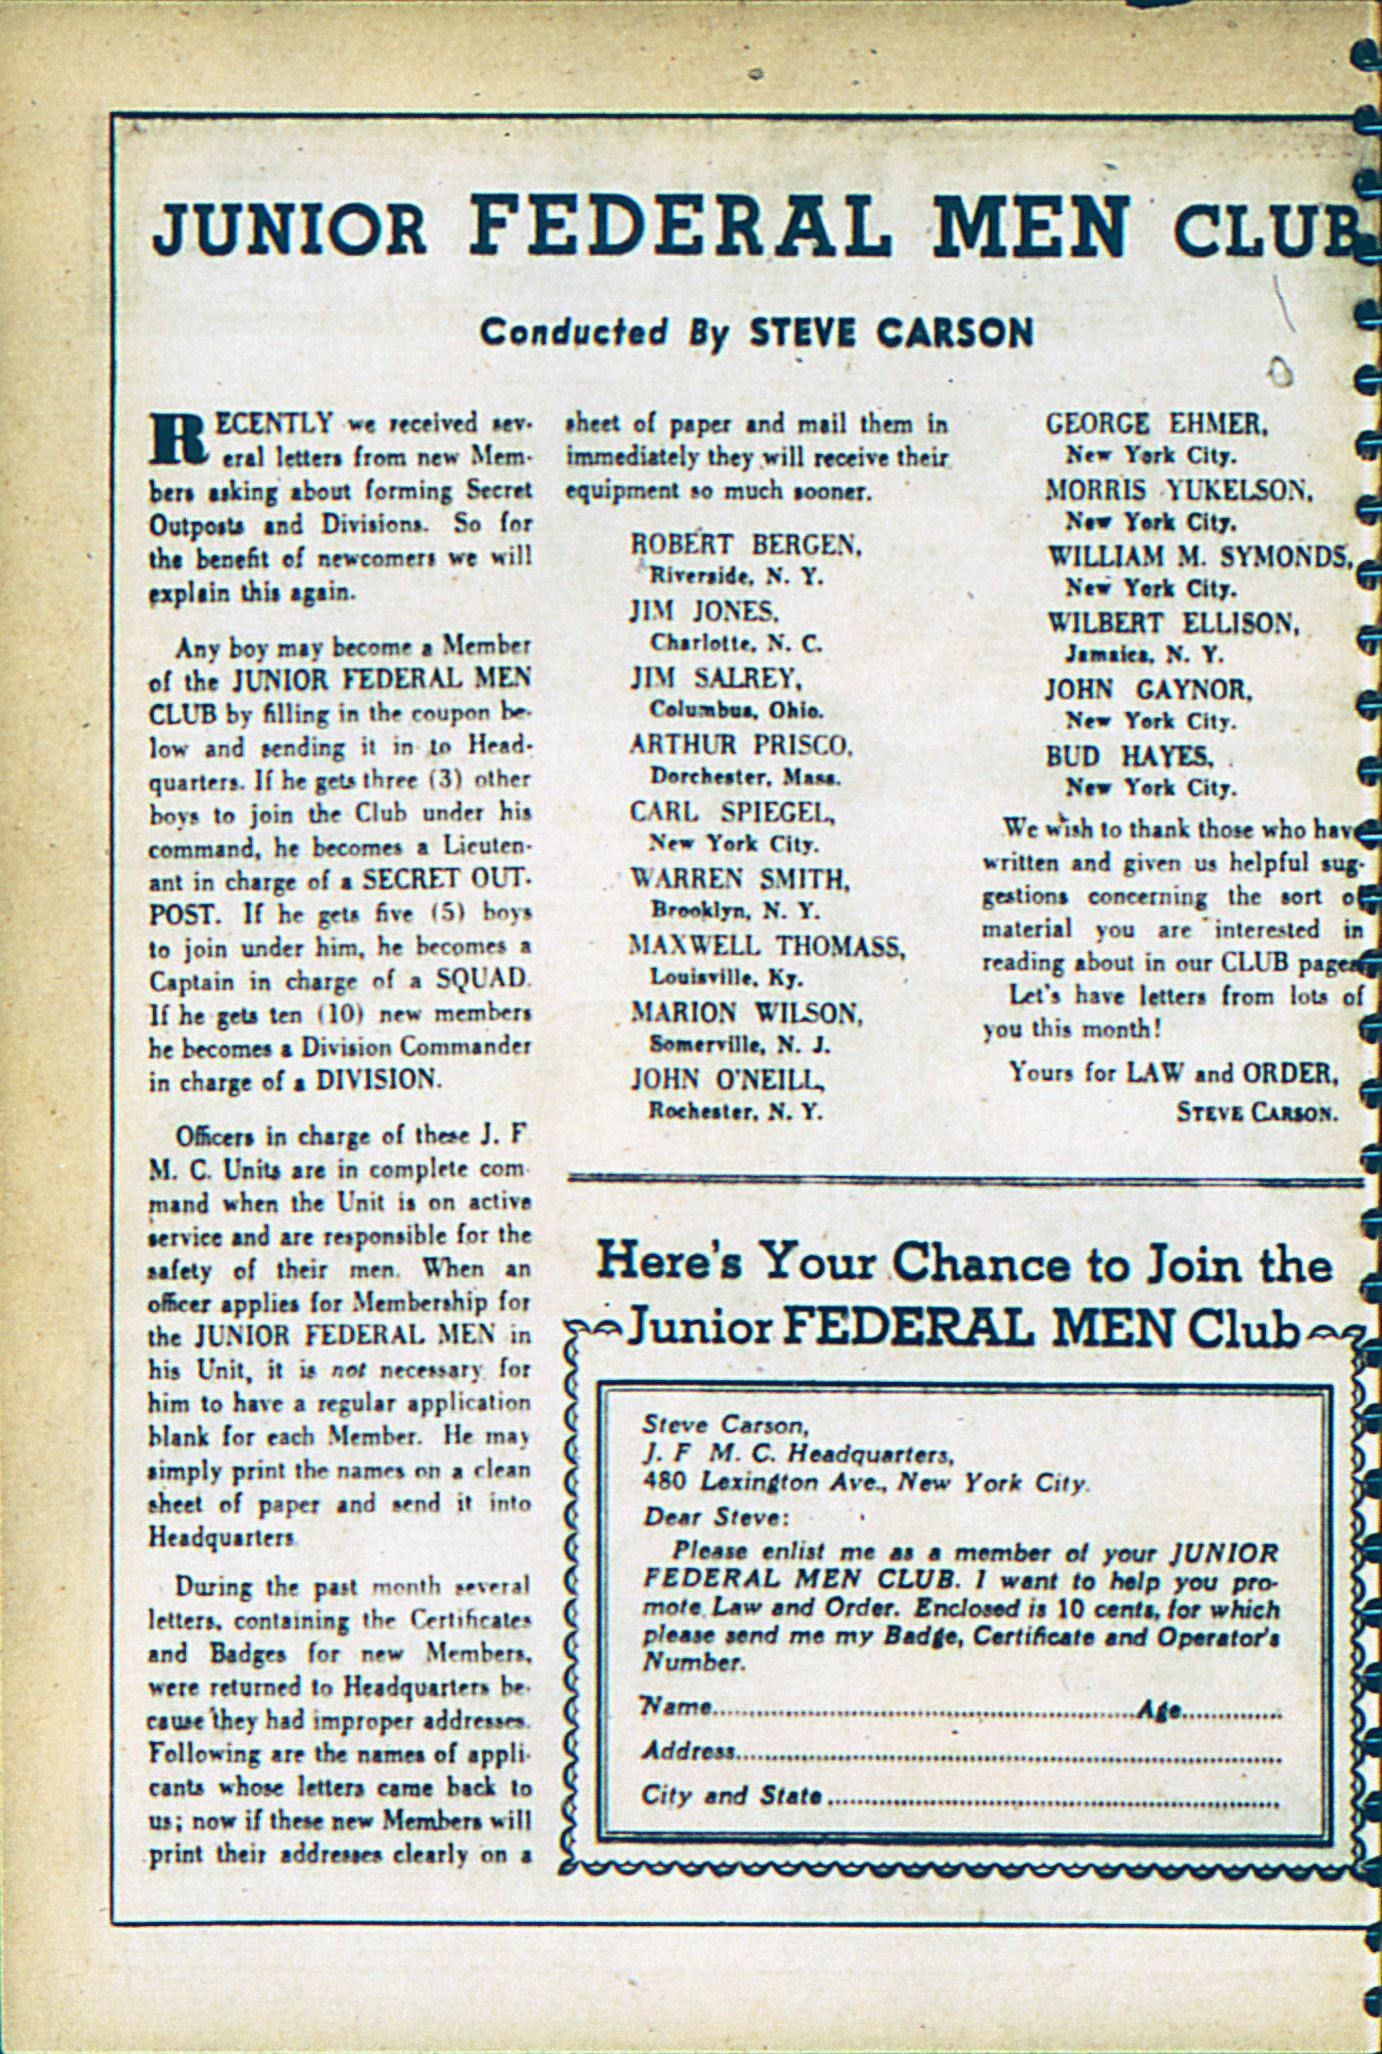 JUNIOR FEDERAL MEN CLUB
Conducted By STEVE CARSON
RECENTLY we received sev-
eral letters from new Mem-
bers asking about forming Secret
Outposts and Divisions. So for
the benefit of newcomers we will
explain this again.
Any boy may become a Member
of the JUNIOR FEDERAL MEN
CLUB by filling in the coupon be-
low and sending it in to Head-
quarters. If he gets three (3) other
boys to join the Club under his
command, he becomes a Lieuten-
ant in charge of a SECRET OUT-
POST. If he gets five (5) boys
to join under him, he becomes a
Captain in charge of a SQUAD.
If he gets ten (10) new members
he becomes a Division Commander
in charge of a DIVISION.
Officers in charge of these J. F
M. C. Units are in complete com-
mand when the Unit is on active
service and are responsible for the
safety of their men. When an
officer applies for Membership for
the JUNIOR FEDERAL MEN in
his Unit, it is not necessary for
him to have a regular application
blank for each Member. He may
simply print the names on a clean
sheet of paper and send it into
Headquarters
During the past month several
letters, containing the Certificates
and Badges for new Members,
were returned to Headquarters be-
cause they had improper addresses.
Following are the names of appli-
cants whose letters came back to
us; now if these new Members will
print their addresses clearly on a
sheet of paper and mail them in
immediately they will receive their
equipment so much sooner.
ROBERT BERGEN,
Riverside, N. Y.
JIM JONES,
Charlotte, N. C.
JIM SALREY,
Columbus, Ohio.
ARTHUR PRISCO,
Dorchester, Mass.
CARL SPIEGEL,
New York City.
WARREN SMITH,
Brooklyn, N. Y.
MAXWELL THOMASS,
Louisville, Ky.
MARION WILSON,
Somerville, N. J.
JOHN O'NEILL,
Rochester, N. Y.
GEORGE EHMER,
New York City.
MORRIS YUKELSON,
New York City.
WILLIAM M. SYMONDS,
New York City.
WILBERT ELLISON,
Jamaica, N. Y.
JOHN GAYNOR,
New York City.
BUD HAYES,
New York City.
We wish to thank those who have
written and given us helpful sug-
gestions concerning the sort of
material you are interested in
reading about in our CLUB pages
Let's have letters from lots of
you this month!
Yours for LAW and ORDER,
STEVE CARSON.
Here's Your Chance to Join the
Junior FEDERAL MEN Club
Steve Carson,
J. F M. C. Headquarters,
480 Lexington Ave., New York City.
Dear Steve:
Please enlist me as a member of your JUNIOR
FEDERAL MEN CLUB. I want to help you pro-
mote Law and Order. Enclosed is 10 cents, for which
please send me my Badge, Certificate and Operator's
Number.
Name..............................Age..........
Address........................................
City and State.................................